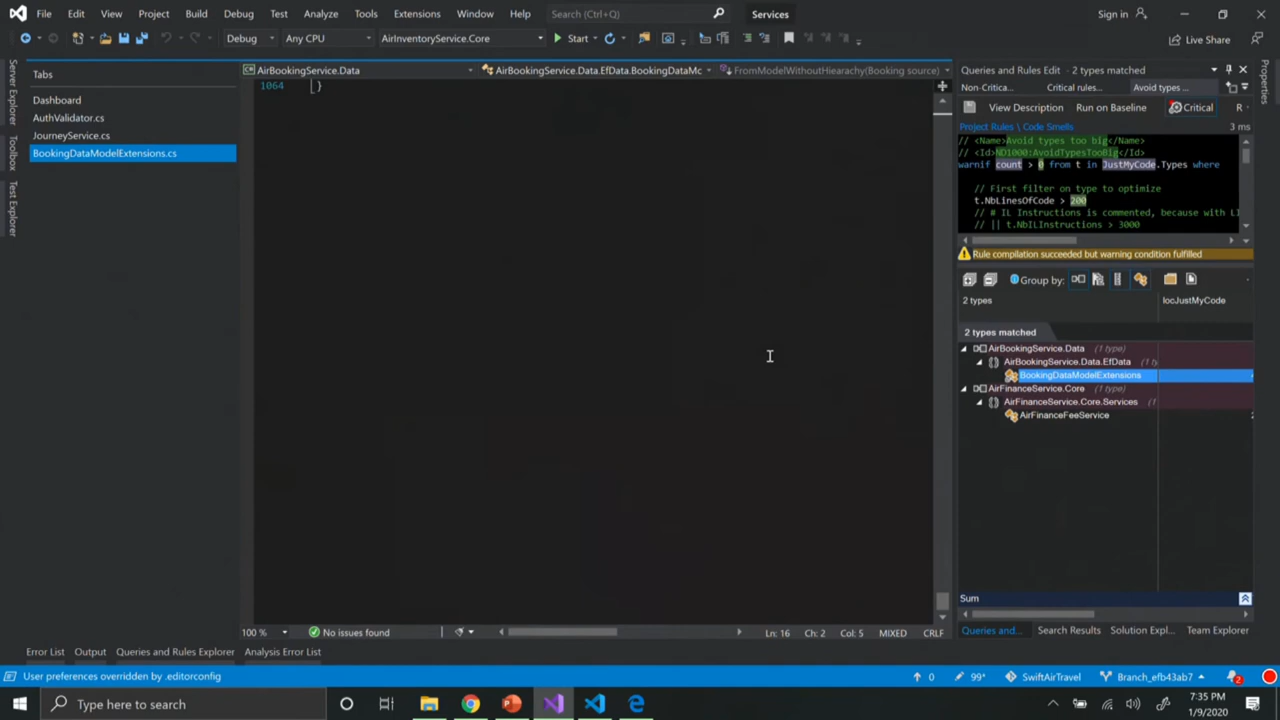 File Edit View Project Build Debug Test Analyze Tools Extensions Window Help Search (Ctrl+Q) Services Sign in
Debug Any CPU AirInventoryService.Core Start Live Share
Server Explorer
Toolbox
Test Explorer
Tabs
Dashboard
AuthValidator.cs
JourneyService.cs
BookingDataModelExtensions.cs
AirBookingService.Data AirBookingService.Data.EfData.BookingDataMc FromModelWithoutHiearachy(Booking source)
1064 }
100 % No issues found Ln: 16 Ch: 2 Col: 5 MIXED CRLF
Queries and Rules Edit - 2 types matched
Non-Critica... Critical rules... Avoid types ...
View Description Run on Baseline Critical R
Project Rules \ Code Smells 3 ms
// <Name>Avoid types too big</Name>
// <Id>ND1000:AvoidTypesTooBig</Id>
warnif count > 0 from t in JustMyCode.Types where
// First filter on type to optimize
t.NbLinesOfCode > 200
// # IL Instructions is commented, because with LI
// || t.NbILInstructions > 3000
Rule compilation succeeded but warning condition fulfilled
Group by:
2 types locJustMyCode
2 types matched
AirBookingService.Data (1 type)
AirBookingService.Data.EfData (1 ty
BookingDataModelExtensions
AirFinanceService.Core (1 type)
AirFinanceService.Core.Services (1
AirFinanceFeeService
Sum
Queries and... Search Results Solution Expl... Team Explorer
Properties
Error List Output Queries and Rules Explorer Analysis Error List
User preferences overridden by .editorconfig 0 99* SwiftAirTravel Branch_efb43ab7 2
Type here to search
7:35 PM
1/9/2020